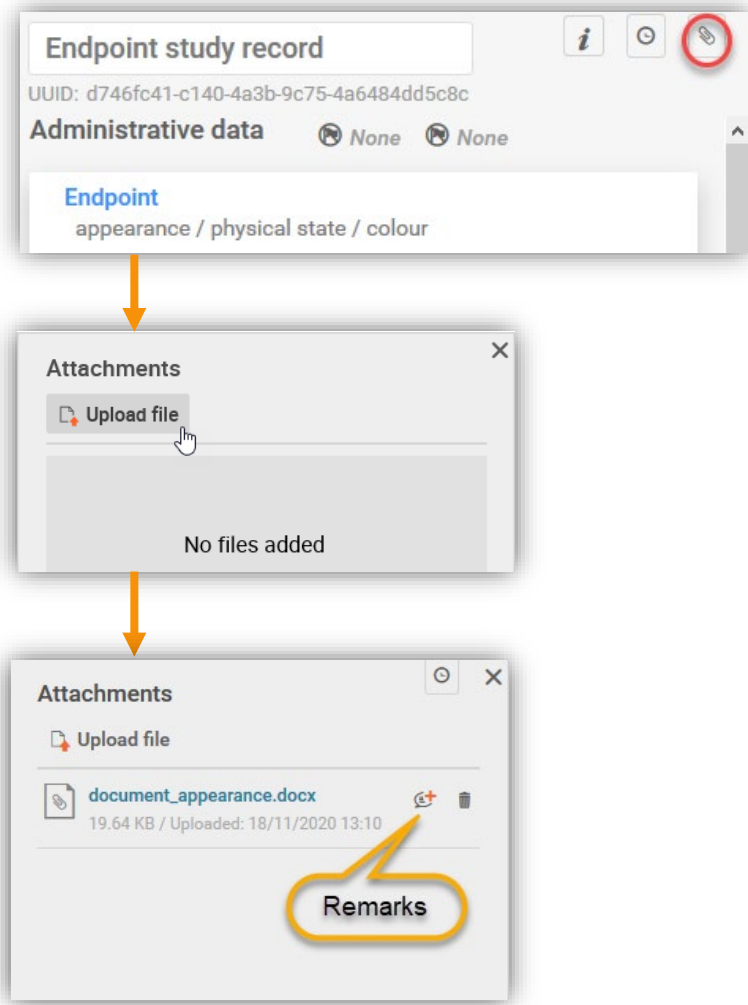 Endpoint study record
i
UUID: d746fc41-c140-4a3b-9c75-4a6484dd5c8c
Administrative data None None
Endpoint
appearance / physical state / colour
Attachments
Upload file
No files added
Attachments
Upload file
document_appearance.docx
19.64 KB / Uploaded: 18/11/2020 13:10
Remarks